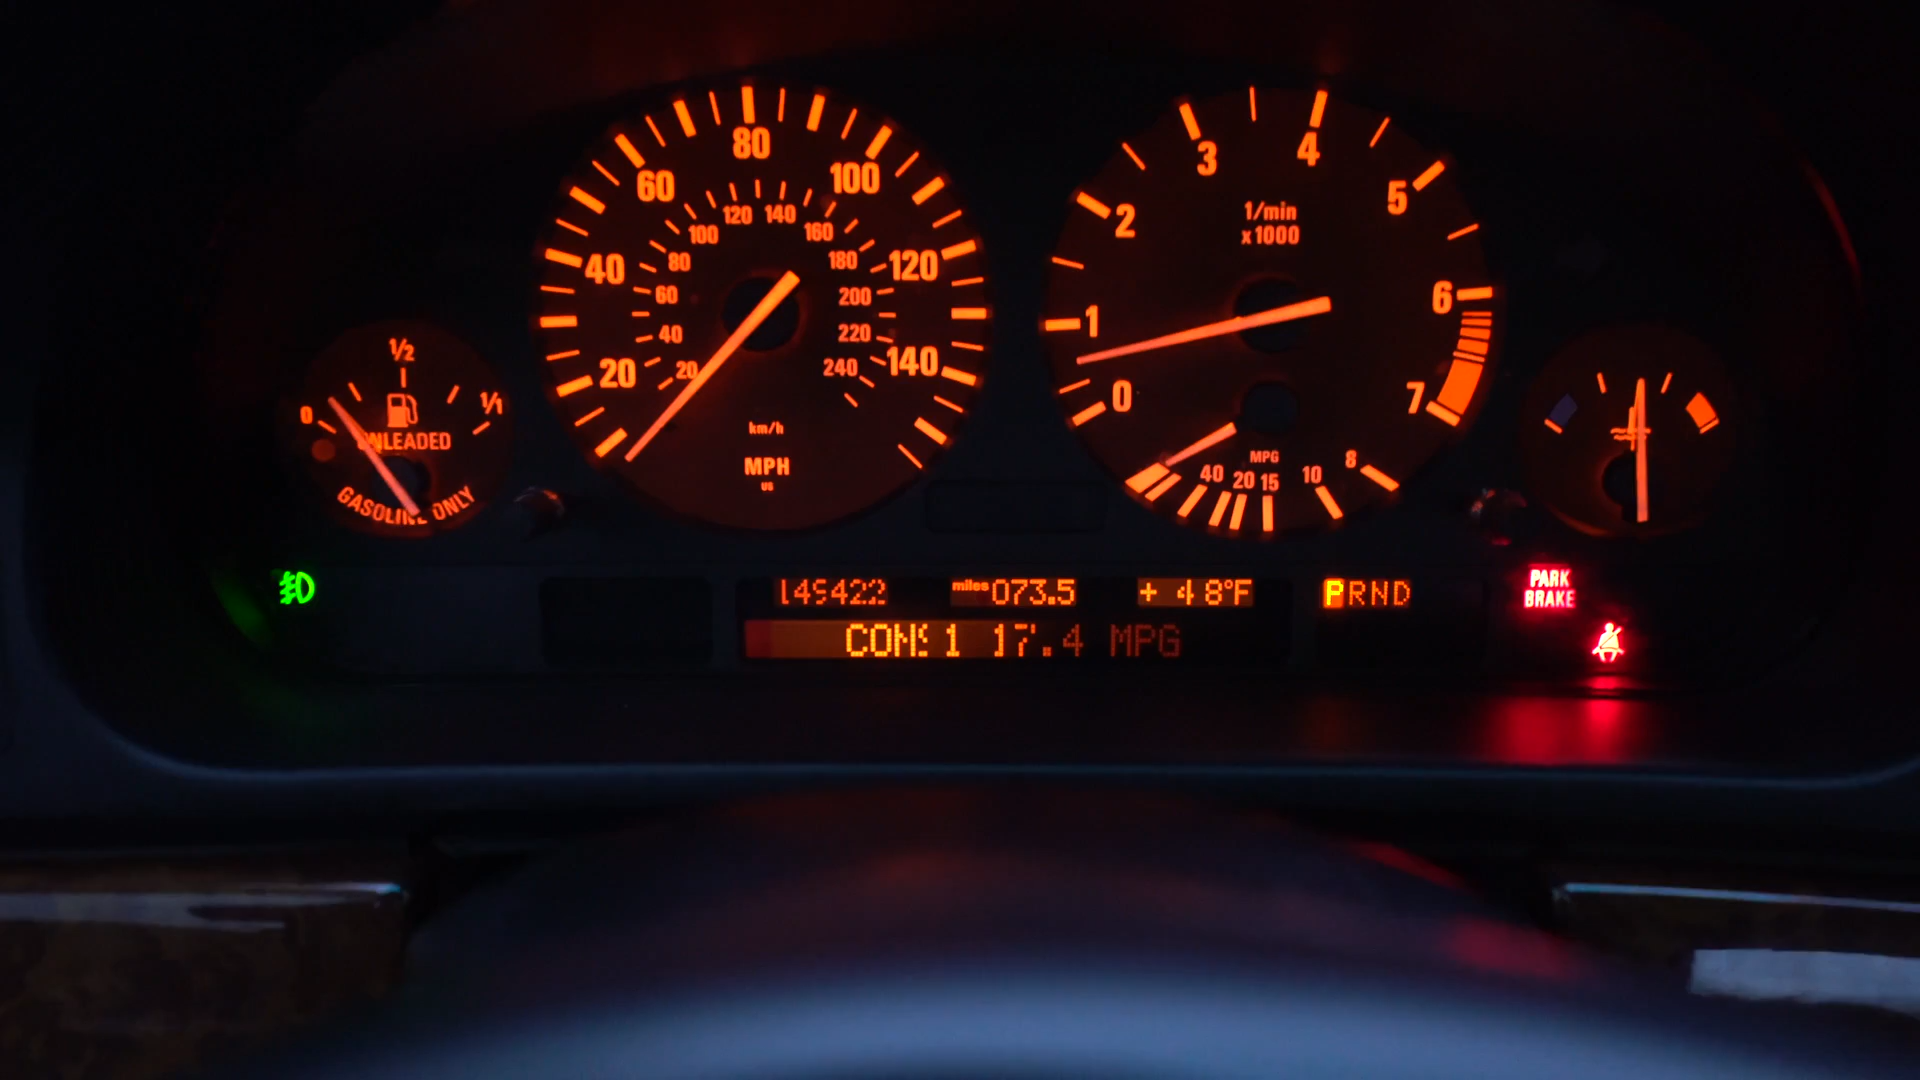 80
60
100
40
120
20
140
120 140
100
160
80
180
60
200
40
220
20
240
km/h
MPH
US
3
4
2
5
1/min
x1000
1
6
0
7
MPG
40 20 15 10 8
1/2
0
1/1
UNLEADED
GASOLINE ONLY
miles 073.5
+ 48°F
PRND
PARK
BRAKE
CONS 1 17.4 MPG